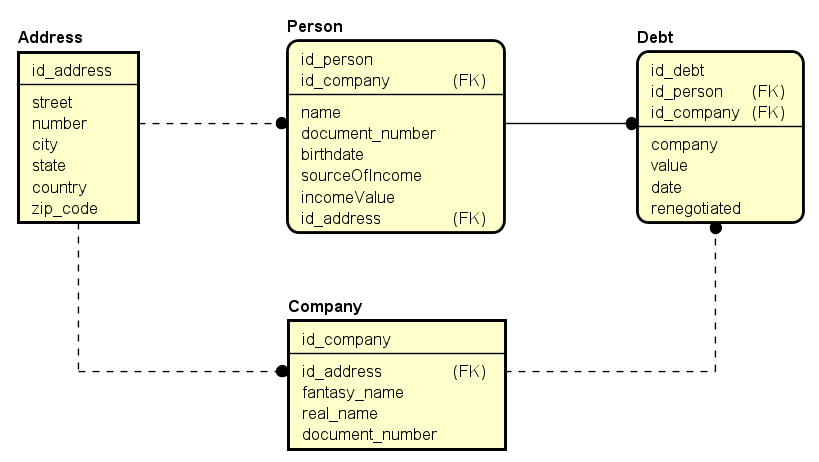 Address
id_address
street
number
city
state
country
zip_code
Person
id_person
id_company (FK)
name
document_number
birthdate
sourceOfIncome
incomeValue
id_address (FK)
Debt
id_debt
id_person (FK)
id_company (FK)
company
value
date
renegotiated
Company
id_company
id_address (FK)
fantasy_name
real_name
document_number